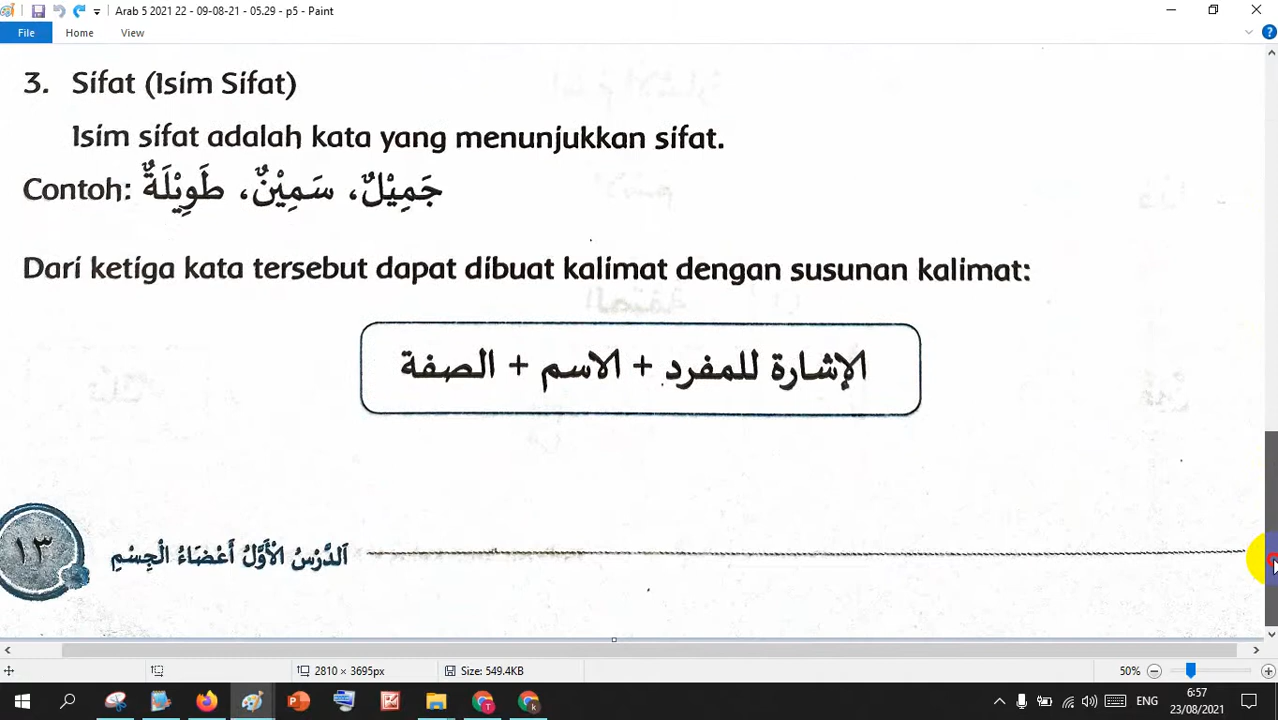 Arab 5 2021 22 - 09-08-21 - 05.29 - p5 - Paint
File Home View
3. Sifat (Isim Sifat)
Isim sifat adalah kata yang menunjukkan sifat.
Contoh: جَمِيْلٌ، سَمِيْنٌ، طَوِيْلَةٌ
Dari ketiga kata tersebut dapat dibuat kalimat dengan susunan kalimat:
الإشارة للمفرد + الاسم + الصفة
١٣ اَلدَّرْسُ الْأَوَّلُ أَعْضَاءُ الْجِسْمِ
2810 × 3695px Size: 549.4KB 50%
ENG 6:57
23/08/2021